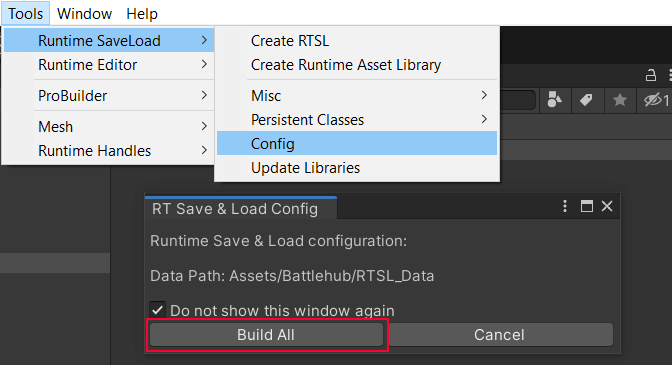 Tools Window Help
Runtime SaveLoad
Runtime Editor
ProBuilder
Mesh
Runtime Handles
Create RTSL
Create Runtime Asset Library
Misc
Persistent Classes
Config
Update Libraries
1
RT Save & Load Config
Runtime Save & Load configuration:
Data Path: Assets/Battlehub/RTSL_Data
Do not show this window again
Build All Cancel